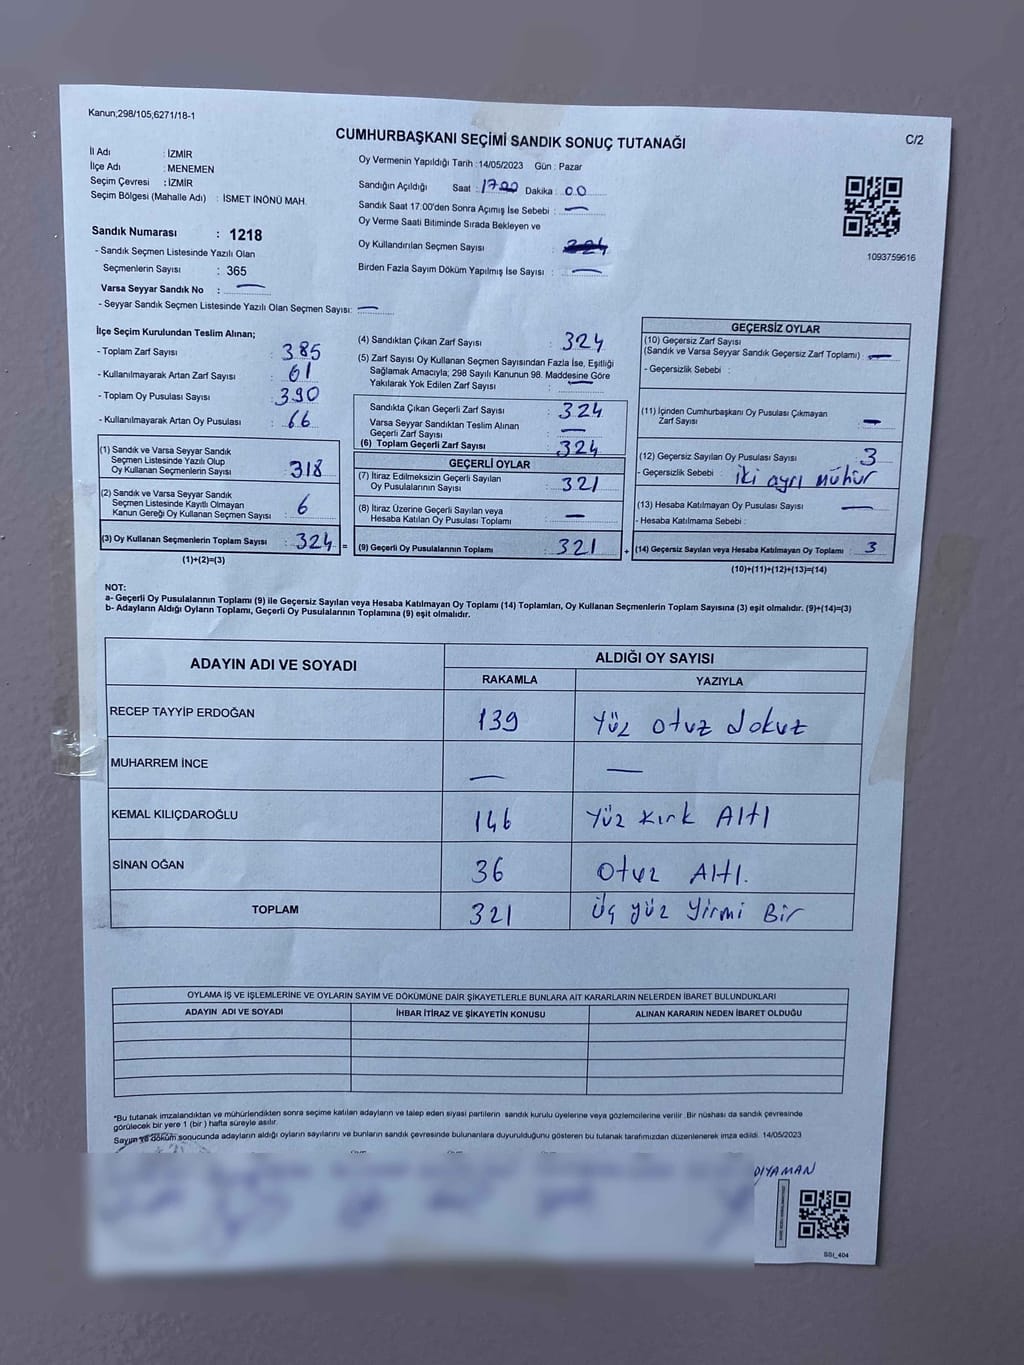 Kanun;298/105,6271/18-1
CUMHURBAŞKANI SEÇİMİ SANDIK SONUÇ TUTANAĞI
C/2
İl Adı : İZMİR
İlçe Adı : MENEMEN
Seçim Çevresi : İZMİR
Seçim Bölgesi (Mahalle Adı) : İSMET İNÖNÜ MAH.
Sandık Numarası : 1218
- Sandık Seçmen Listesinde Yazılı Olan
Seçmenlerin Sayısı : 365
Varsa Seyyar Sandık No : —
- Seyyar Sandık Seçmen Listesinde Yazılı Olan Seçmen Sayısı: —
Oy Vermenin Yapıldığı Tarih : 14/05/2023 Gün : Pazar
Sandığın Açıldığı Saat : 1700 Dakika : 00
Sandık Saat 17:00'den Sonra Açımış İse Sebebi : —
Oy Verme Saati Bitiminde Sırada Bekleyen ve
Oy Kullandırılan Seçmen Sayısı : 324
Birden Fazla Sayım Döküm Yapılmış İse Sayısı : —
1093759616
İlçe Seçim Kurulundan Teslim Alınan;
- Toplam Zarf Sayısı : 385
- Kullanılmayarak Artan Zarf Sayısı : 61
- Toplam Oy Pusulası Sayısı : 390
- Kullanılmayarak Artan Oy Pusulası : 66
(1) Sandık ve Varsa Seyyar Sandık
Seçmen Listesinde Yazılı Olup
Oy Kullanan Seçmenlerin Sayısı : 318
(2) Sandık ve Varsa Seyyar Sandık
Seçmen Listesinde Kayıtlı Olmayan
Kanun Gereği Oy Kullanan Seçmen Sayısı : 6
(3) Oy Kullanan Seçmenlerin Toplam Sayısı : 324 =
(1)+(2)=(3)
(4) Sandıktan Çıkan Zarf Sayısı : 324
(5) Zarf Sayısı Oy Kullanan Seçmen Sayısından Fazla İse, Eşitliği
Sağlamak Amacıyla; 298 Sayılı Kanunun 98. Maddesine Göre
Yakılarak Yok Edilen Zarf Sayısı : —
Sandıkta Çıkan Geçerli Zarf Sayısı : 324
Varsa Seyyar Sandıktan Teslim Alınan
Geçerli Zarf Sayısı : —
(6) Toplam Geçerli Zarf Sayısı : 324
GEÇERLİ OYLAR
(7) İtiraz Edilmeksizin Geçerli Sayılan
Oy Pusulalarının Sayısı : 321
(8) İtiraz Üzerine Geçerli Sayılan veya
Hesaba Katılan Oy Pusulası Toplamı : —
(9) Geçerli Oy Pusulalarının Toplamı : 321 +
GEÇERSİZ OYLAR
(10) Geçersiz Zarf Sayısı
(Sandık ve Varsa Seyyar Sandık Geçersiz Zarf Toplamı) : —
- Geçersizlik Sebebi :
(11) İçinden Cumhurbaşkanı Oy Pusulası Çıkmayan
Zarf Sayısı : —
(12) Geçersiz Sayılan Oy Pusulası Sayısı : 3
- Geçersizlik Sebebi : iki ayrı mühür
(13) Hesaba Katılmayan Oy Pusulası Sayısı : —
- Hesaba Katılmama Sebebi :
(14) Geçersiz Sayılan veya Hesaba Katılmayan Oy Toplamı : 3
(10)+(11)+(12)+(13)=(14)
NOT:
a- Geçerli Oy Pusulalarının Toplamı (9) ile Geçersiz Sayılan veya Hesaba Katılmayan Oy Toplamı (14) Toplamları, Oy Kullanan Seçmenlerin Toplam Sayısına (3) eşit olmalıdır. (9)+(14)=(3)
b- Adayların Aldığı Oyların Toplamı, Geçerli Oy Pusulalarının Toplamına (9) eşit olmalıdır.
ADAYIN ADI VE SOYADI ALDIĞI OY SAYISI
RAKAMLA YAZIYLA
RECEP TAYYİP ERDOĞAN 139 Yüz otuz dokuz
MUHARREM İNCE — —
KEMAL KILIÇDAROĞLU 146 Yüz kırk Altı
SİNAN OĞAN 36 Otuz Altı.
TOPLAM 321 Üç yüz Yirmi Bir
OYLAMA İŞ VE İŞLEMLERİNE VE OYLARIN SAYIM VE DÖKÜMÜNE DAİR ŞİKAYETLERLE BUNLARA AİT KARARLARIN NELERDEN İBARET BULUNDUKLARI
ADAYIN ADI VE SOYADI İHBAR İTİRAZ VE ŞİKAYETİN KONUSU ALINAN KARARIN NEDEN İBARET OLDUĞU
*Bu tutanak imzalandıktan ve mühürlendikten sonra seçime katılan adayların ve talep eden siyasi partilerin sandık kurulu üyelerine veya gözlemcilerine verilir. Bir nüshası da sandık çevresinde
görülecek bir yere 1 (bir) hafta süreyle asılır.
Sayım ve döküm sonucunda adayların aldığı oyların sayılarını ve bunların sandık çevresinde bulunanlara duyurulduğunu gösteren bu tutanak tarafımızdan düzenlenerek imza edildi. 14/05/2023
DIYAMAN
SSI_404